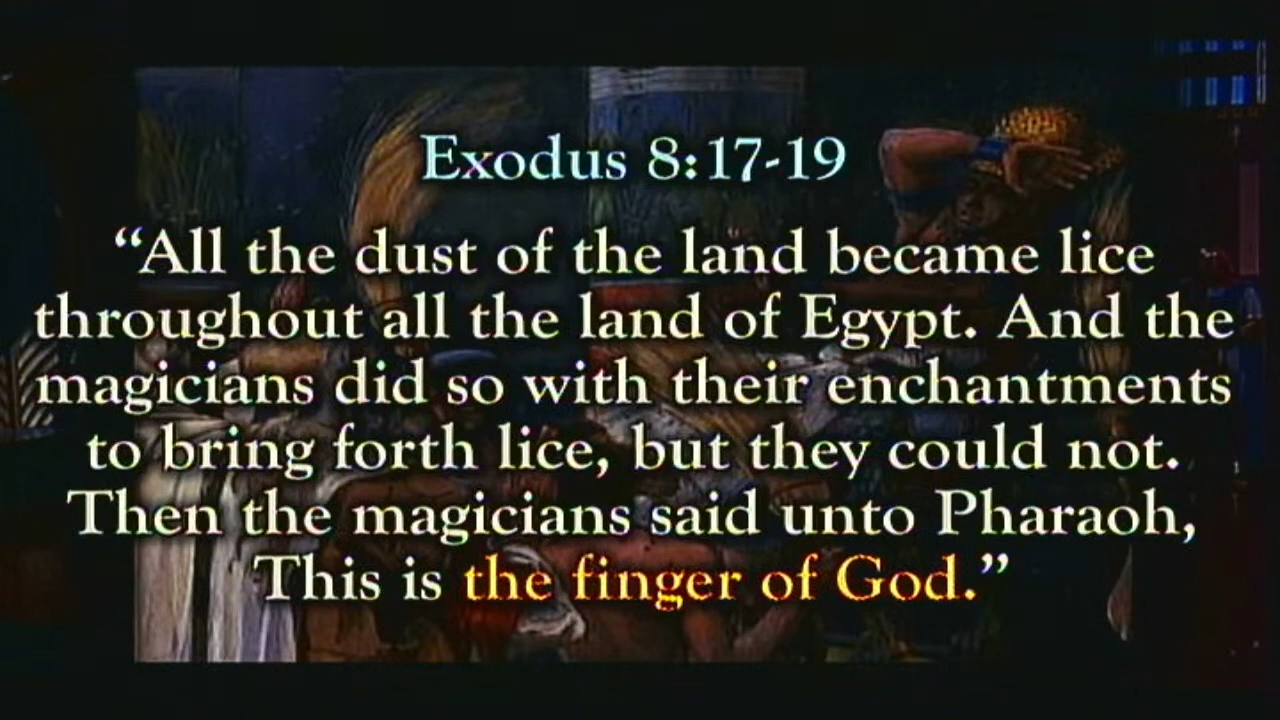 Exodus 8:17-19
“All the dust of the land became lice
throughout all the land of Egypt. And the
magicians did so with their enchantments
to bring forth lice, but they could not.
Then the magicians said unto Pharaoh,
This is the finger of God.”